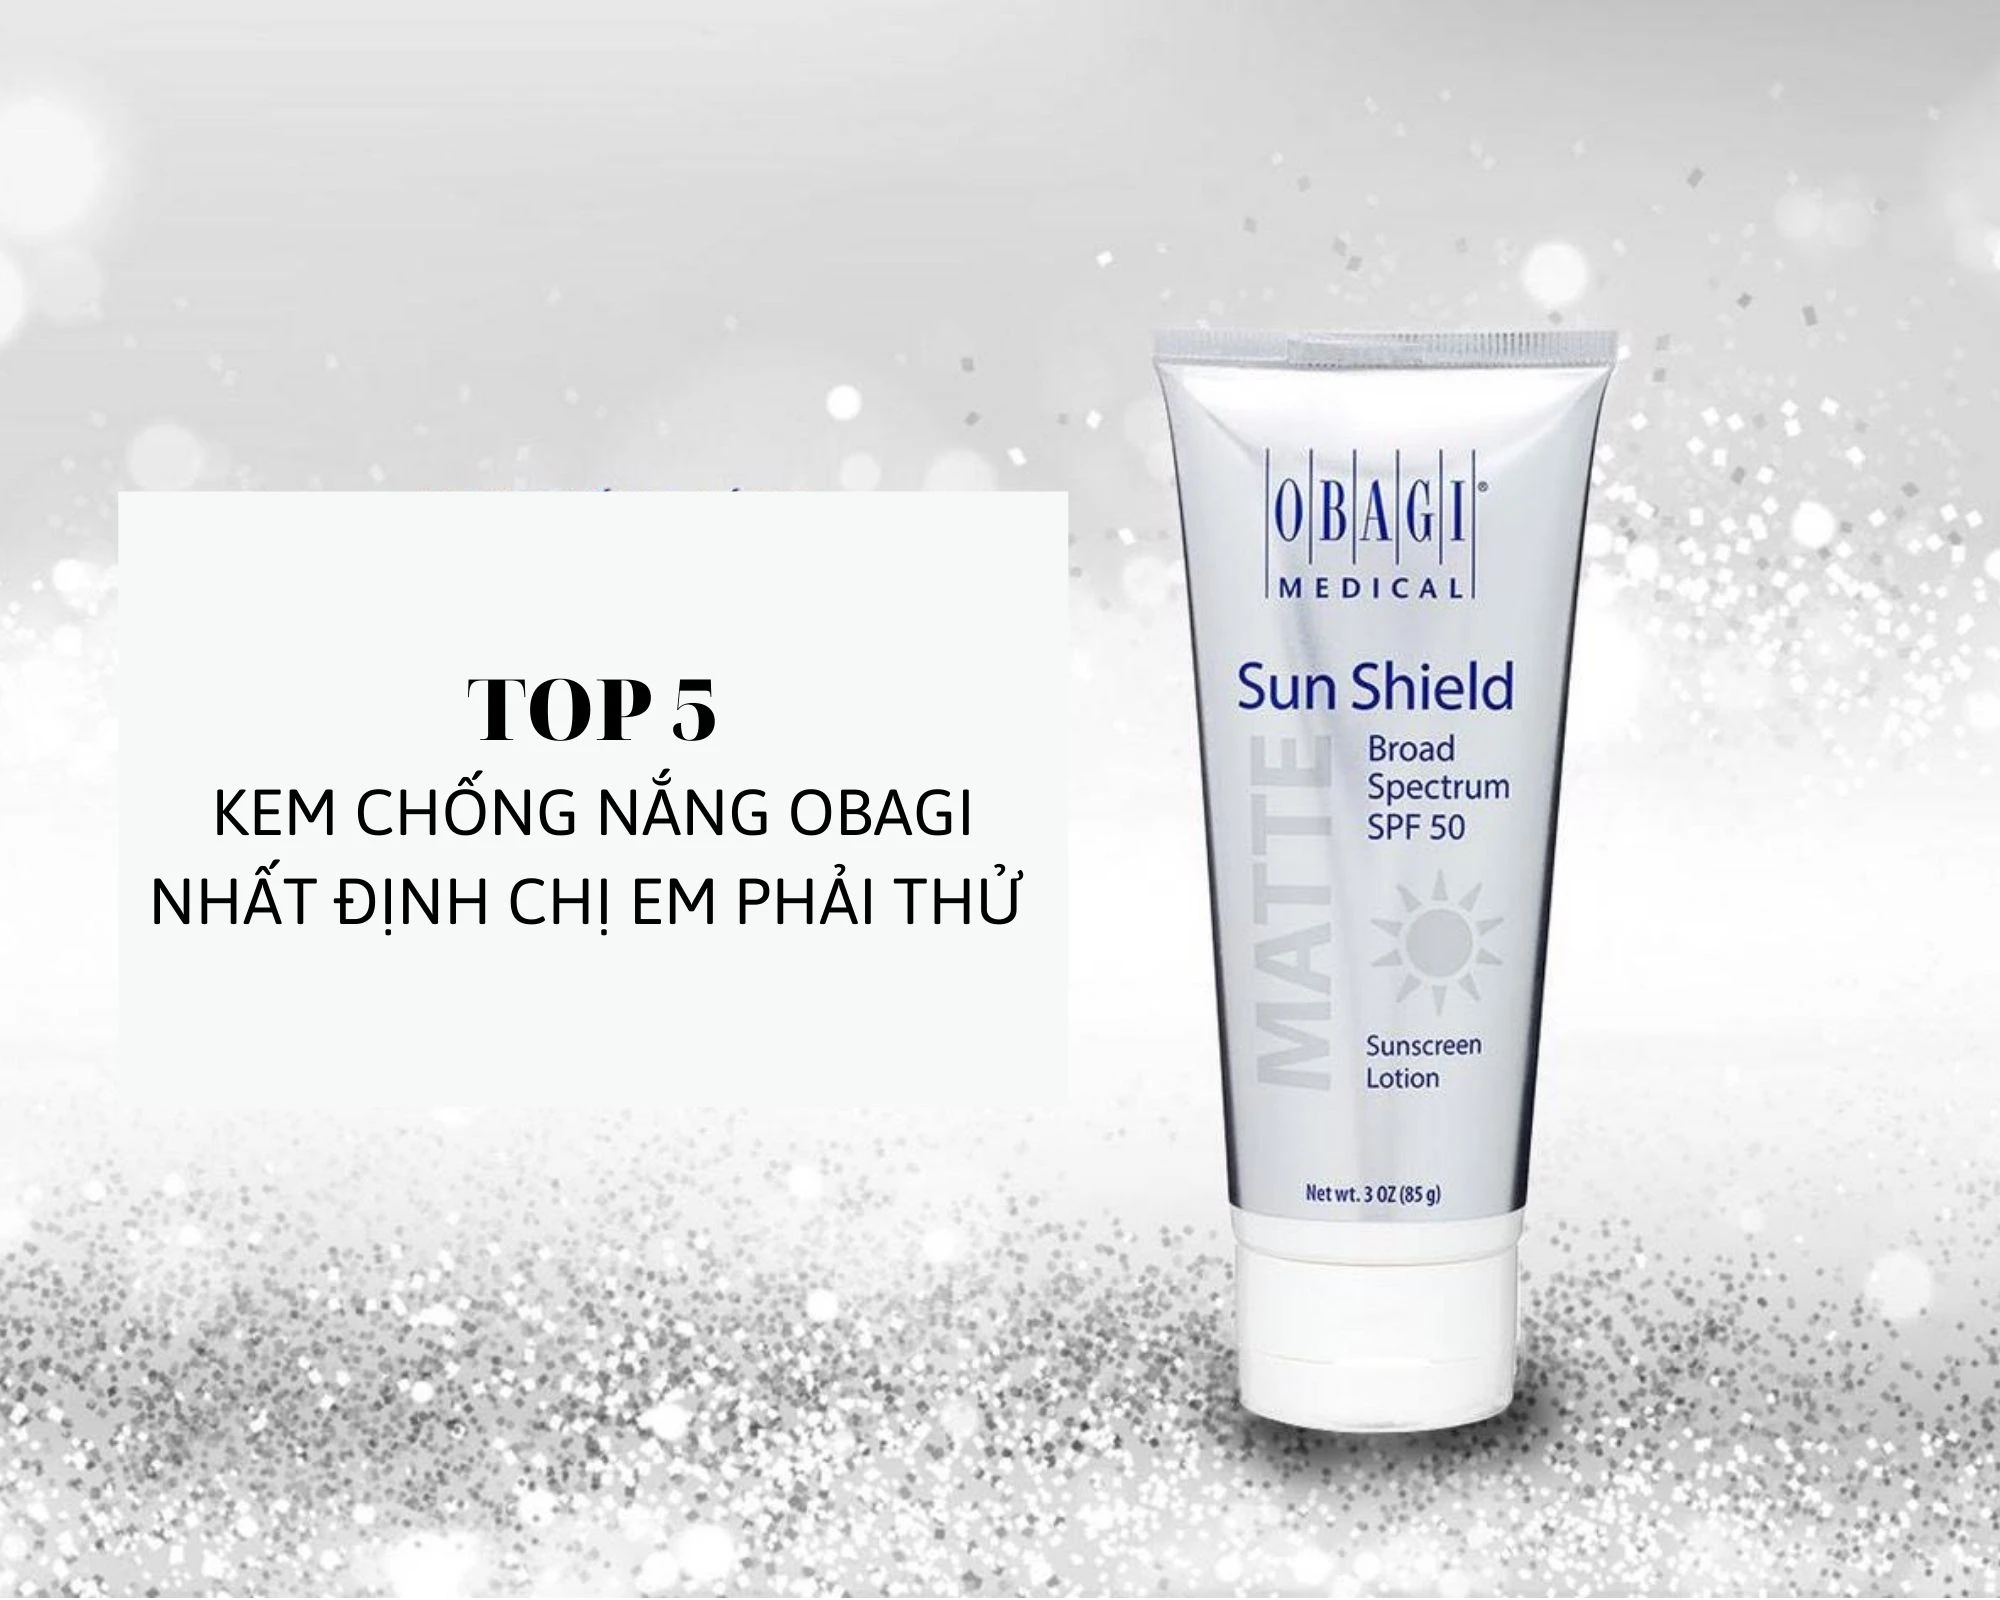 TOP 5
KEM CHỐNG NẮNG OBAGI
NHẤT ĐỊNH CHỊ EM PHẢI THỬ
OBAGI®
MEDICAL
Sun Shield
MATTE
Broad
Spectrum
SPF 50
Sunscreen
Lotion
Net wt. 3 OZ (85 g)